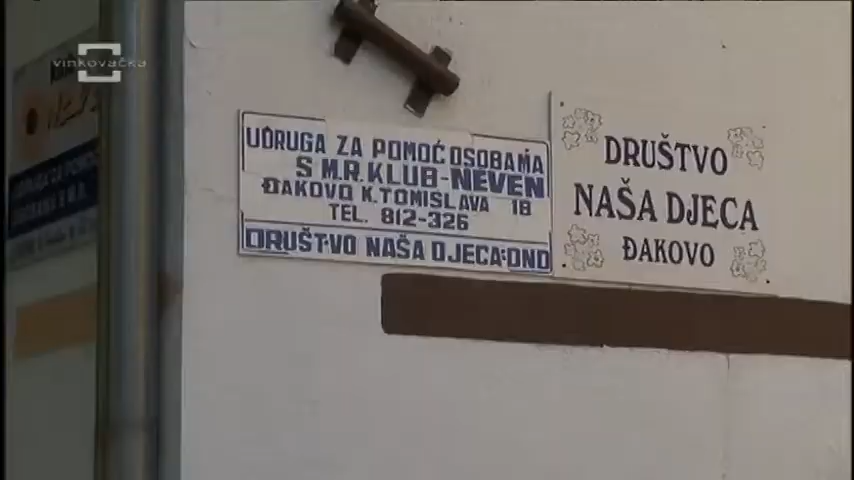 vinkovačka
UDRUGA ZA POMOĆ OSOBAMA
S M.R. KLUB-NEVEN
ĐAKOVO K.TOMISLAVA 18
TEL. 812-326
DRUŠTVO NAŠA DJECA-DND
DRUŠTVO
NAŠA DJECA
ĐAKOVO